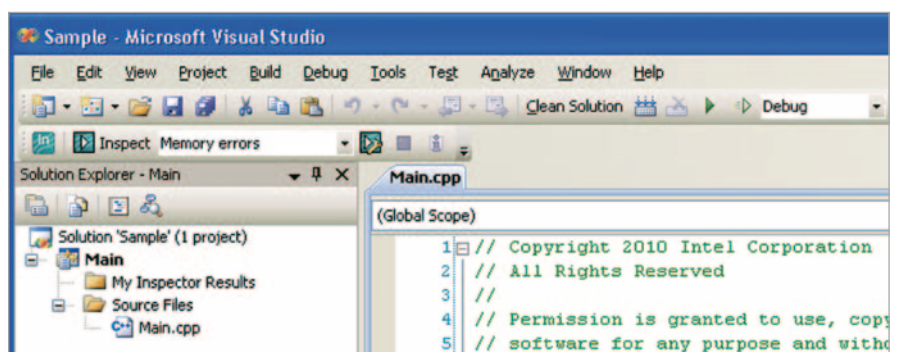 Sample - Microsoft Visual Studio
File Edit View Project Build Debug Tools Test Analyze Window Help
Clean Solution Debug
In Inspect Memory errors
Solution Explorer - Main
Main.cpp
(Global Scope)
Solution 'Sample' (1 project)
Main
My Inspector Results
Source Files
Main.cpp
1 // Copyright 2010 Intel Corporation
2 // All Rights Reserved
3 //
4 // Permission is granted to use, copy
5 // software for any purpose and witho